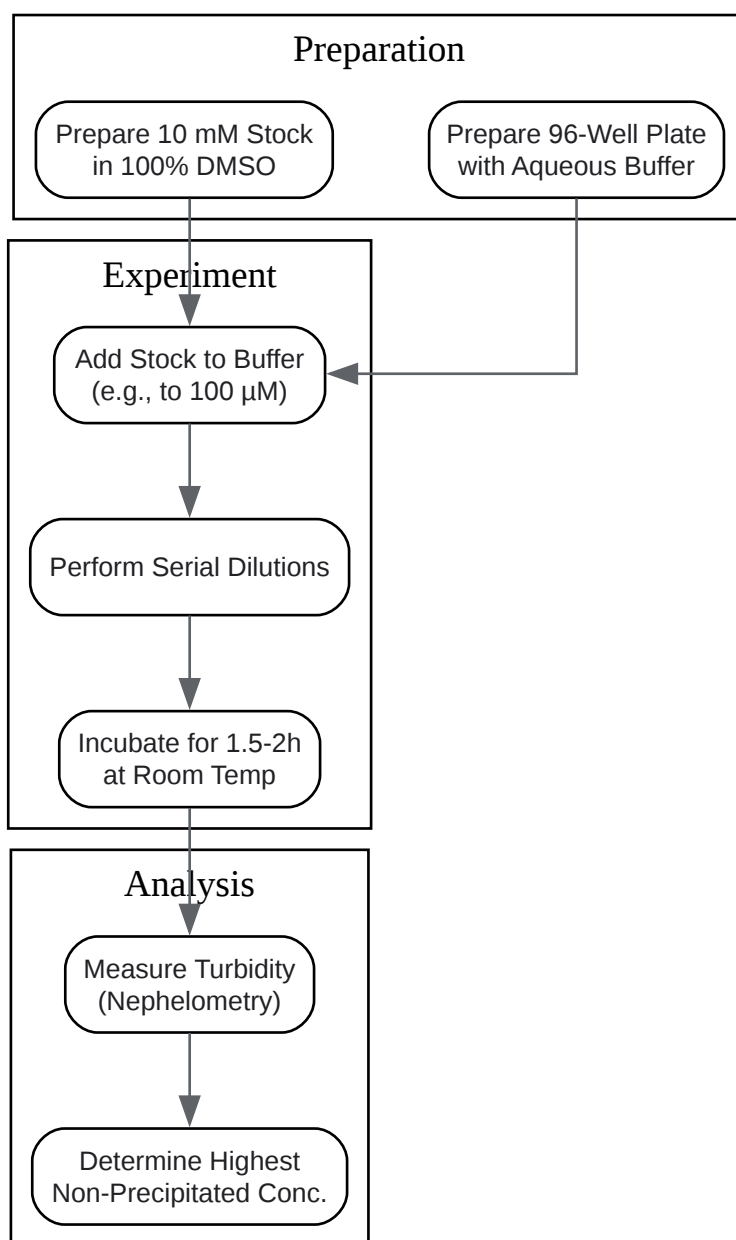 Preparation
Prepare 10 mM Stock
in 100% DMSO
Prepare 96-Well Plate
with Aqueous Buffer
Experiment
Add Stock to Buffer
(e.g., to 100 µM)
Perform Serial Dilutions
Incubate for 1.5-2h
at Room Temp
Analysis
Measure Turbidity
(Nephelometry)
Determine Highest
Non-Precipitated Conc.